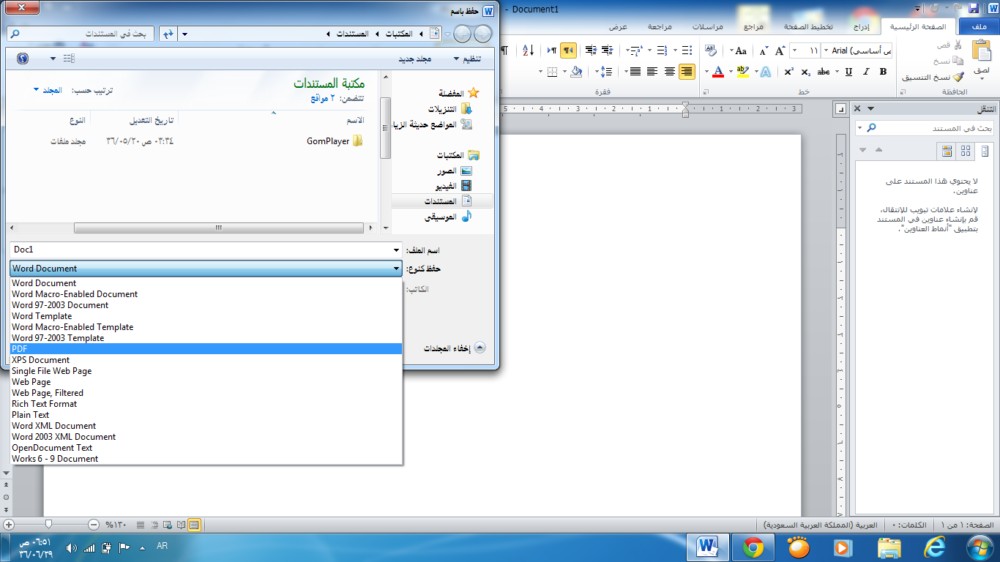 حفظ باسم
- Document1
المكتبات
المستندات
بحث في المستندات
تنظيم
مجلد جديد
المفضلة
التنزيلات
المواضع حديثة الزيا
المكتبات
الصور
الفيديو
المستندات
الموسيقى
مكتبة المستندات
تتضمن: ٢ مواقع
ترتيب حسب: المجلد
الاسم
تاريخ التعديل
النوع
GomPlayer
٣٦/٠٥/٢٠ ٠٣:٣٤ ص
مجلد ملفات
اسم الملف:
Doc1
حفظ كنوع:
Word Document
الكاتب:
Word Document
Word Macro-Enabled Document
Word 97-2003 Document
Word Template
Word Macro-Enabled Template
Word 97-2003 Template
PDF
XPS Document
Single File Web Page
Web Page
Web Page, Filtered
Rich Text Format
Plain Text
Word XML Document
Word 2003 XML Document
OpenDocument Text
Works 6 - 9 Document
إخفاء المجلدات
ملف
الصفحة الرئيسية
إدراج
تخطيط الصفحة
مراجع
مراسلات
مراجعة
عرض
لصق
قص
نسخ
نسخ التنسيق
الحافظة
Arial (نص أساسي)
١١
خط
فقرة
التنقل
بحث في المستند
لا يحتوي هذا المستند على
عناوين.
لإنشاء علامات تبويب للانتقال،
قم بإنشاء عناوين في المستند
بتطبيق "أنماط العناوين".
الصفحة: ١ من ١
الكلمات: ٠
العربية (المملكة العربية السعودية)
١٣٠%
AR
٠٦:٥١ ص
٣٦/٠٦/٢٩